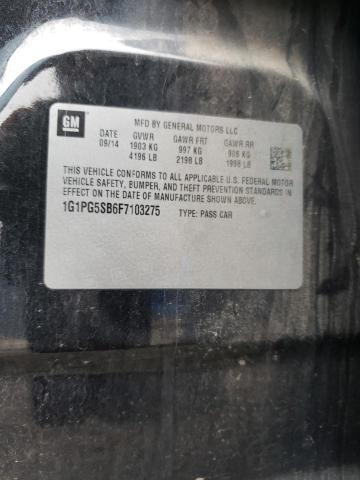 GM
MFD BY GENERAL MOTORS LLC
DATE GVWR GAWR FRT GAWR RR
09/14 1903 KG 997 KG 906 KG
4196 LB 2198 LB 1998 LB
THIS VEHICLE CONFORMS TO ALL APPLICABLE U.S. FEDERAL MOTOR
VEHICLE SAFETY, BUMPER, AND THEFT PREVENTION STANDARDS
IN EFFECT ON THE DATE OF MANUFACTURE SHOWN ABOVE.
1G1PG5SB6F7103275 TYPE: PASS CAR